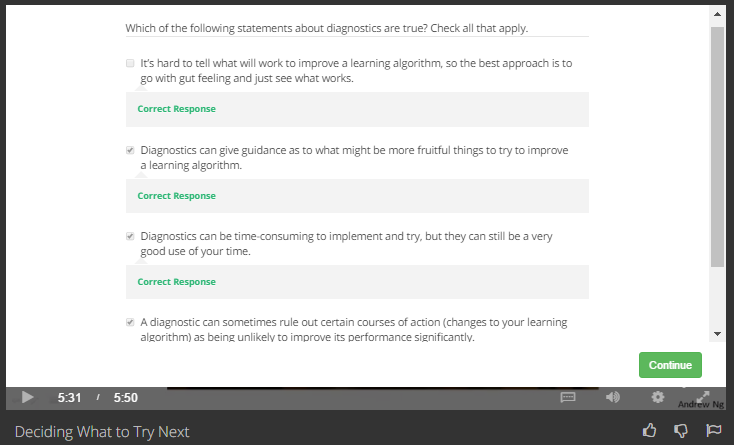 Which of the following statements about diagnostics are true? Check all that apply.
It's hard to tell what will work to improve a learning algorithm, so the best approach is to
go with gut feeling and just see what works.
Correct Response
Diagnostics can give guidance as to what might be more fruitful things to try to improve
a learning algorithm.
Correct Response
Diagnostics can be time-consuming to implement and try, but they can still be a very
good use of your time.
Correct Response
A diagnostic can sometimes rule out certain courses of action (changes to your learning
algorithm) as being unlikely to improve its performance significantly.
Continue
5:31 / 5:50
Andrew Ng
Deciding What to Try Next